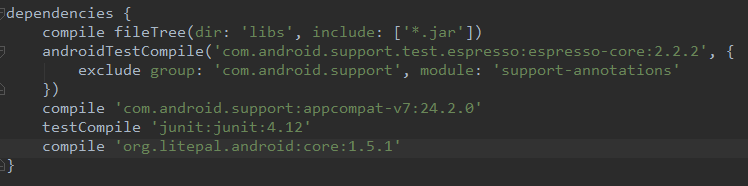 dependencies {
    compile fileTree(dir: 'libs', include: ['*.jar'])
    androidTestCompile('com.android.support.test.espresso:espresso-core:2.2.2', {
        exclude group: 'com.android.support', module: 'support-annotations'
    })
    compile 'com.android.support:appcompat-v7:24.2.0'
    testCompile 'junit:junit:4.12'
    compile 'org.litepal.android:core:1.5.1'
}